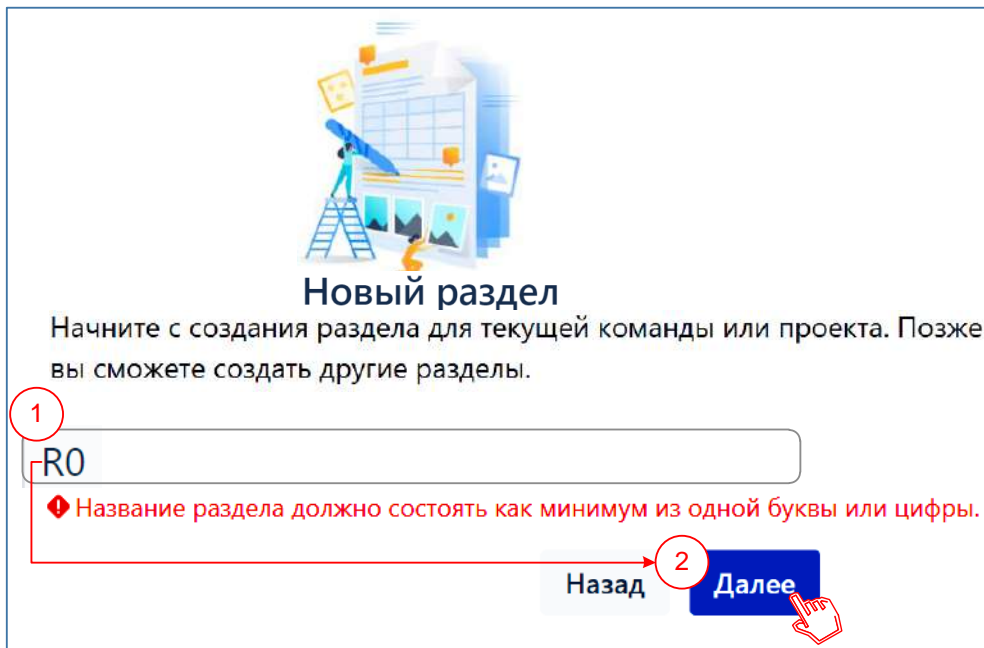 Новый раздел
Начните с создания раздела для текущей команды или проекта. Позже
вы сможете создать другие разделы.
1
R0
Название раздела должно состоять как минимум из одной буквы или цифры.
2
Назад Далее